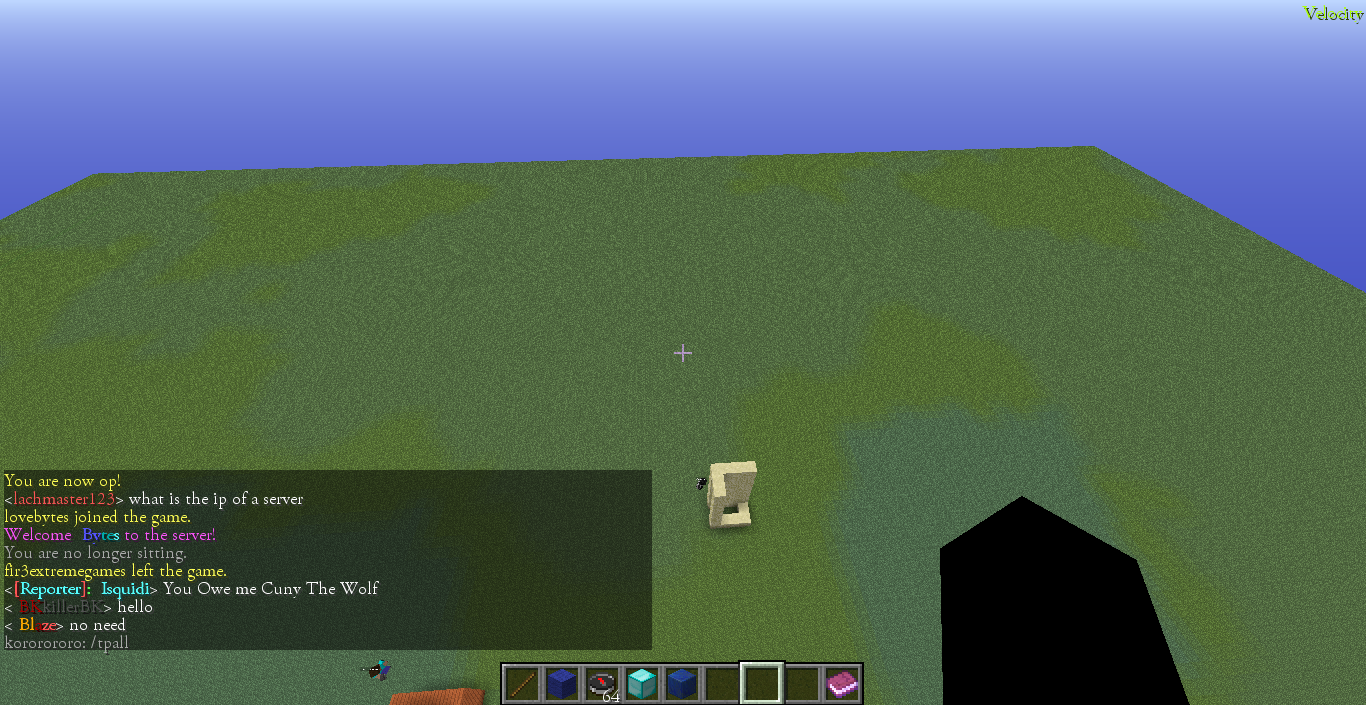 Velocity
You are now op!
<lachmaster123> what is the ip of a server
lovebytes joined the game.
Welcome Bytes to the server!
You are no longer sitting.
fir3extremegames left the game.
<[Reporter]: Isquidi> You Owe me Cuny The Wolf
< BKkillerBK> hello
< Blaze> no need
kororororo: /tpall
64